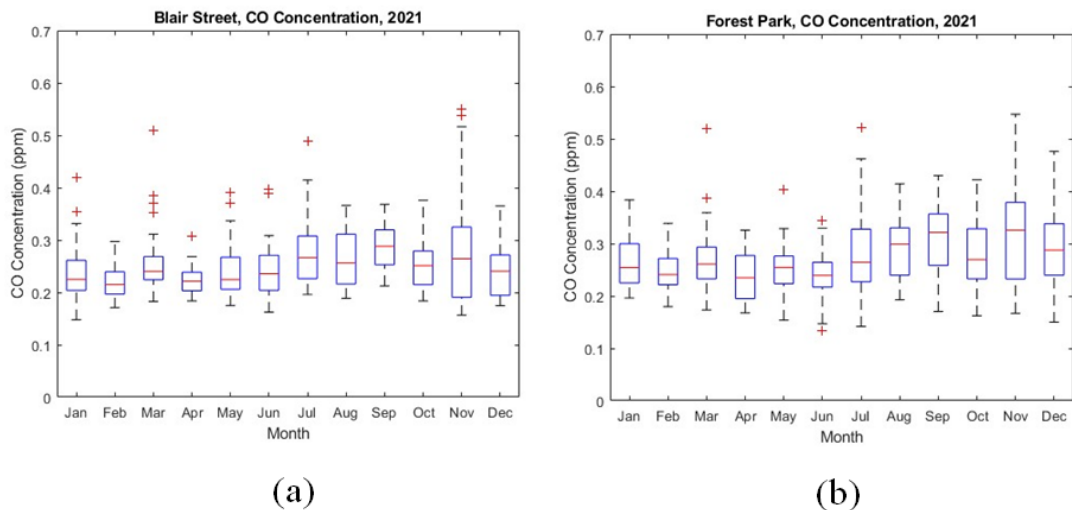 Blair Street, CO Concentration, 2021
0.7
0.6
0.5
0.4
0.3
0.2
0.1
0
CO Concentration (ppm)
Jan Feb Mar Apr May Jun Jul Aug Sep Oct Nov Dec
Month
(a)
Forest Park, CO Concentration, 2021
0.7
0.6
0.5
0.4
0.3
0.2
0.1
0
CO Concentration (ppm)
Jan Feb Mar Apr May Jun Jul Aug Sep Oct Nov Dec
Month
(b)